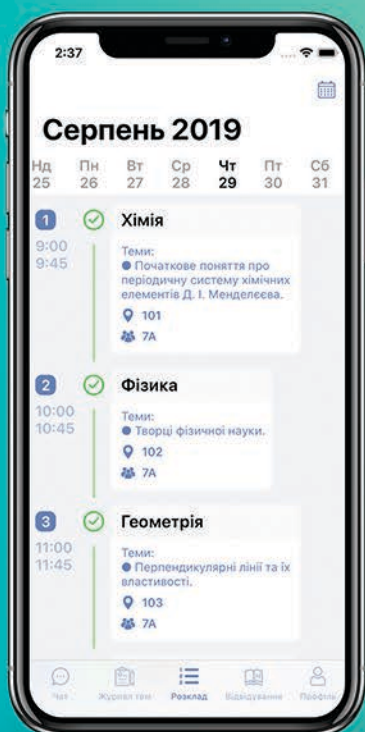 2:37
Серпень 2019
Нд Пн Вт Ср Чт Пт Сб
25 26 27 28 29 30 31
1 Хімія
9:00
9:45
Теми:
● Початкове поняття про
періодичну систему хімічних
елементів Д. І. Менделєєва.
101
7А
2 Фізика
10:00
10:45
Теми:
● Творці фізичної науки.
102
7А
3 Геометрія
11:00
11:45
Теми:
● Перпендикулярні лінії та їх
властивості.
103
7А
Чат Журнал тем Розклад Відвідування Профіль